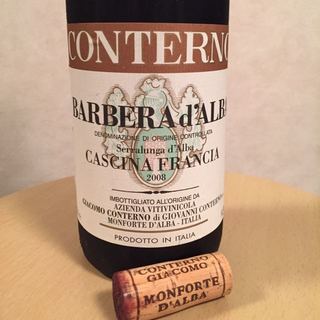 CONTERNO
BARBERA d'ALBA
DENOMINAZIONE DI ORIGINE CONTROLLATA
Serralunga d'Alba
CASCINA FRANCIA
2008
IMBOTTIGLIATO ALL'ORIGINE DA
AZIENDA VITIVINICOLA
GIACOMO CONTERNO di GIOVANNI CONTERNO
MONFORTE D'ALBA - ITALIA
PRODOTTO IN ITALIA
CONTERNO
GIACOMO
MONFORTE
D'ALBA